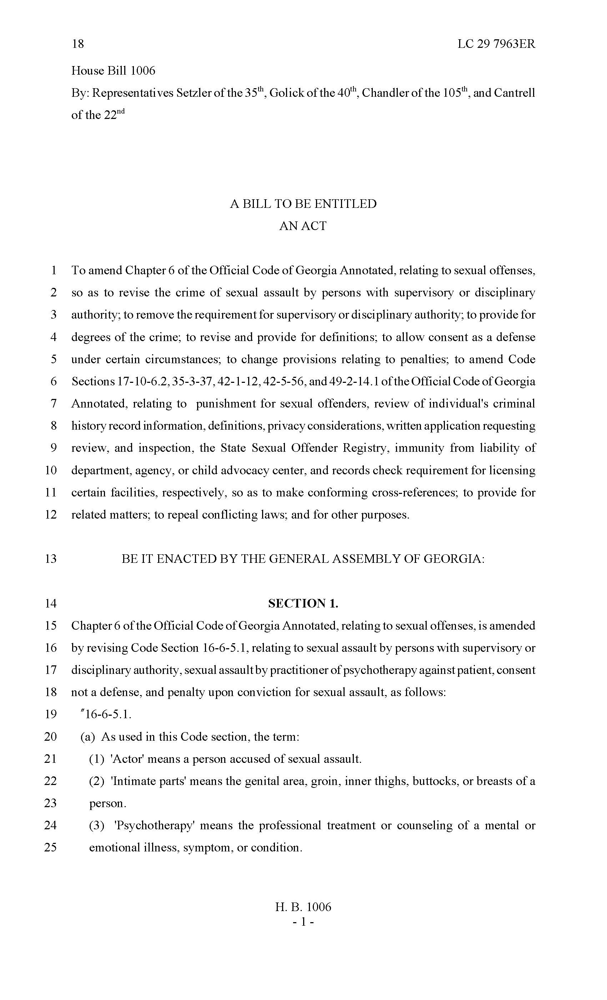 18 LC 29 7963ER
House Bill 1006
By: Representatives Setzler of the 35th, Golick of the 40th, Chandler of the 105th, and Cantrell
of the 22nd
A BILL TO BE ENTITLED
AN ACT
1 To amend Chapter 6 of the Official Code of Georgia Annotated, relating to sexual offenses,
2 so as to revise the crime of sexual assault by persons with supervisory or disciplinary
3 authority; to remove the requirement for supervisory or disciplinary authority; to provide for
4 degrees of the crime; to revise and provide for definitions; to allow consent as a defense
5 under certain circumstances; to change provisions relating to penalties; to amend Code
6 Sections 17-10-6.2, 35-3-37, 42-1-12, 42-5-56, and 49-2-14.1 of the Official Code of Georgia
7 Annotated, relating to punishment for sexual offenders, review of individual's criminal
8 history record information, definitions, privacy considerations, written application requesting
9 review, and inspection, the State Sexual Offender Registry, immunity from liability of
10 department, agency, or child advocacy center, and records check requirement for licensing
11 certain facilities, respectively, so as to make conforming cross-references; to provide for
12 related matters; to repeal conflicting laws; and for other purposes.
13 BE IT ENACTED BY THE GENERAL ASSEMBLY OF GEORGIA:
14 SECTION 1.
15 Chapter 6 of the Official Code of Georgia Annotated, relating to sexual offenses, is amended
16 by revising Code Section 16-6-5.1, relating to sexual assault by persons with supervisory or
17 disciplinary authority, sexual assault by practitioner of psychotherapy against patient, consent
18 not a defense, and penalty upon conviction for sexual assault, as follows:
19 "16-6-5.1.
20 (a) As used in this Code section, the term:
21 (1) 'Actor' means a person accused of sexual assault.
22 (2) 'Intimate parts' means the genital area, groin, inner thighs, buttocks, or breasts of a
23 person.
24 (3) 'Psychotherapy' means the professional treatment or counseling of a mental or
25 emotional illness, symptom, or condition.
H. B. 1006
- 1 -